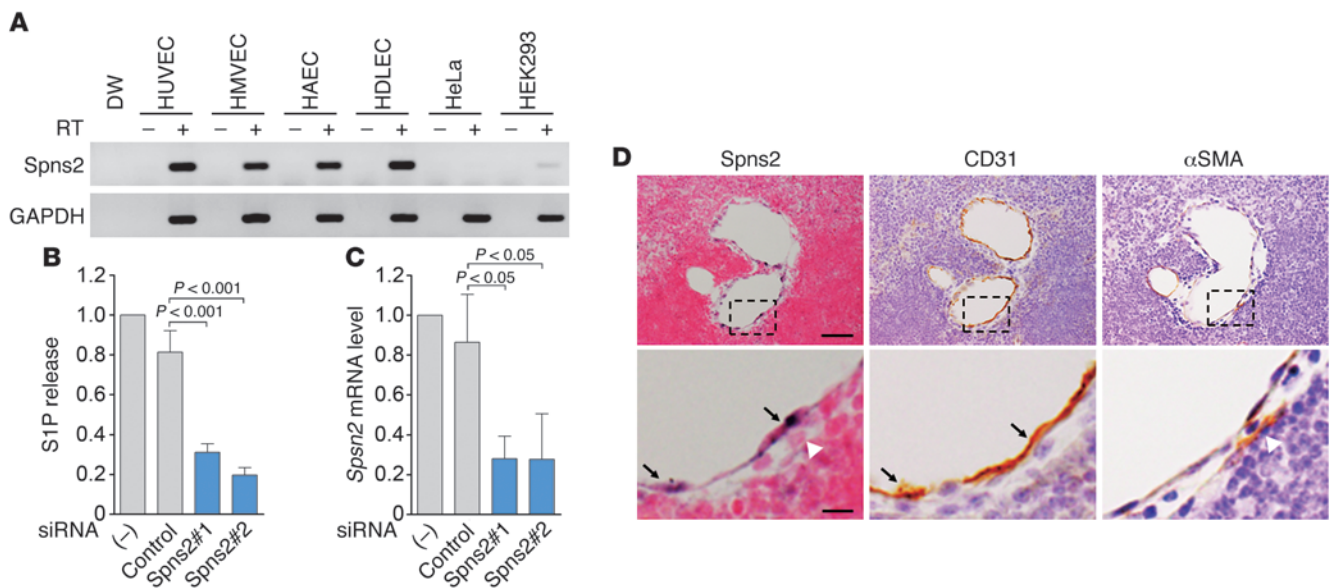 A
DW
HUVEC
HMVEC
HAEC
HDLEC
HeLa
HEK293
RT − + − + − + − + − + − +
Spns2
GAPDH
B
P < 0.001
P < 0.001
1.2
1.0
0.8
0.6
0.4
0.2
0
S1P release
siRNA
(−)
Control
Spns2#1
Spns2#2
C
P < 0.05
P < 0.05
1.2
1.0
0.8
0.6
0.4
0.2
0
Spsn2 mRNA level
siRNA
(−)
Control
Spns2#1
Spns2#2
D
Spns2 CD31 αSMA